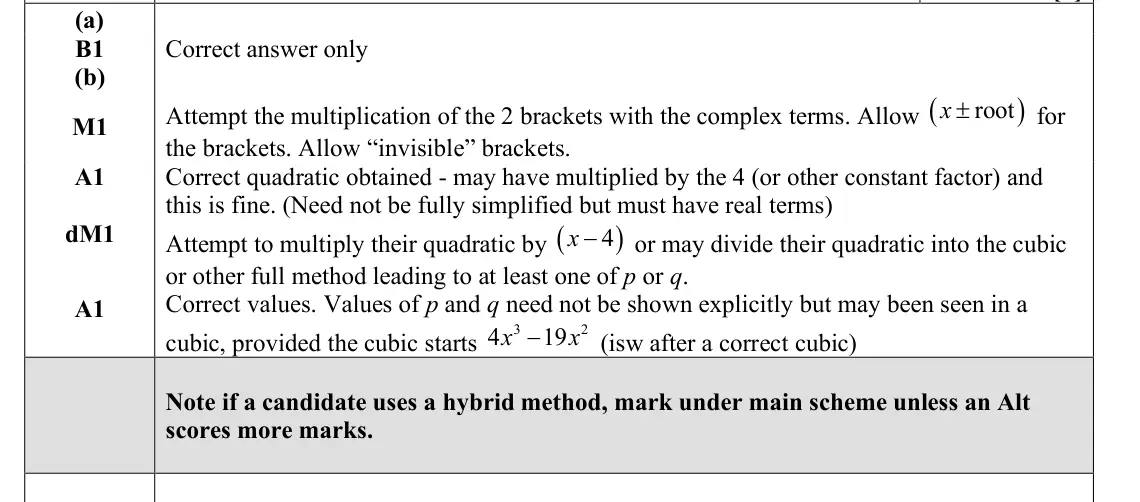 (a)
B1 Correct answer only
(b)
M1 Attempt the multiplication of the 2 brackets with the complex terms. Allow (x ± root) for
the brackets. Allow “invisible” brackets.
A1 Correct quadratic obtained - may have multiplied by the 4 (or other constant factor) and
this is fine. (Need not be fully simplified but must have real terms)
dM1 Attempt to multiply their quadratic by (x − 4) or may divide their quadratic into the cubic
or other full method leading to at least one of p or q.
A1 Correct values. Values of p and q need not be shown explicitly but may been seen in a
cubic, provided the cubic starts 4x³ − 19x² (isw after a correct cubic)
Note if a candidate uses a hybrid method, mark under main scheme unless an Alt
scores more marks.